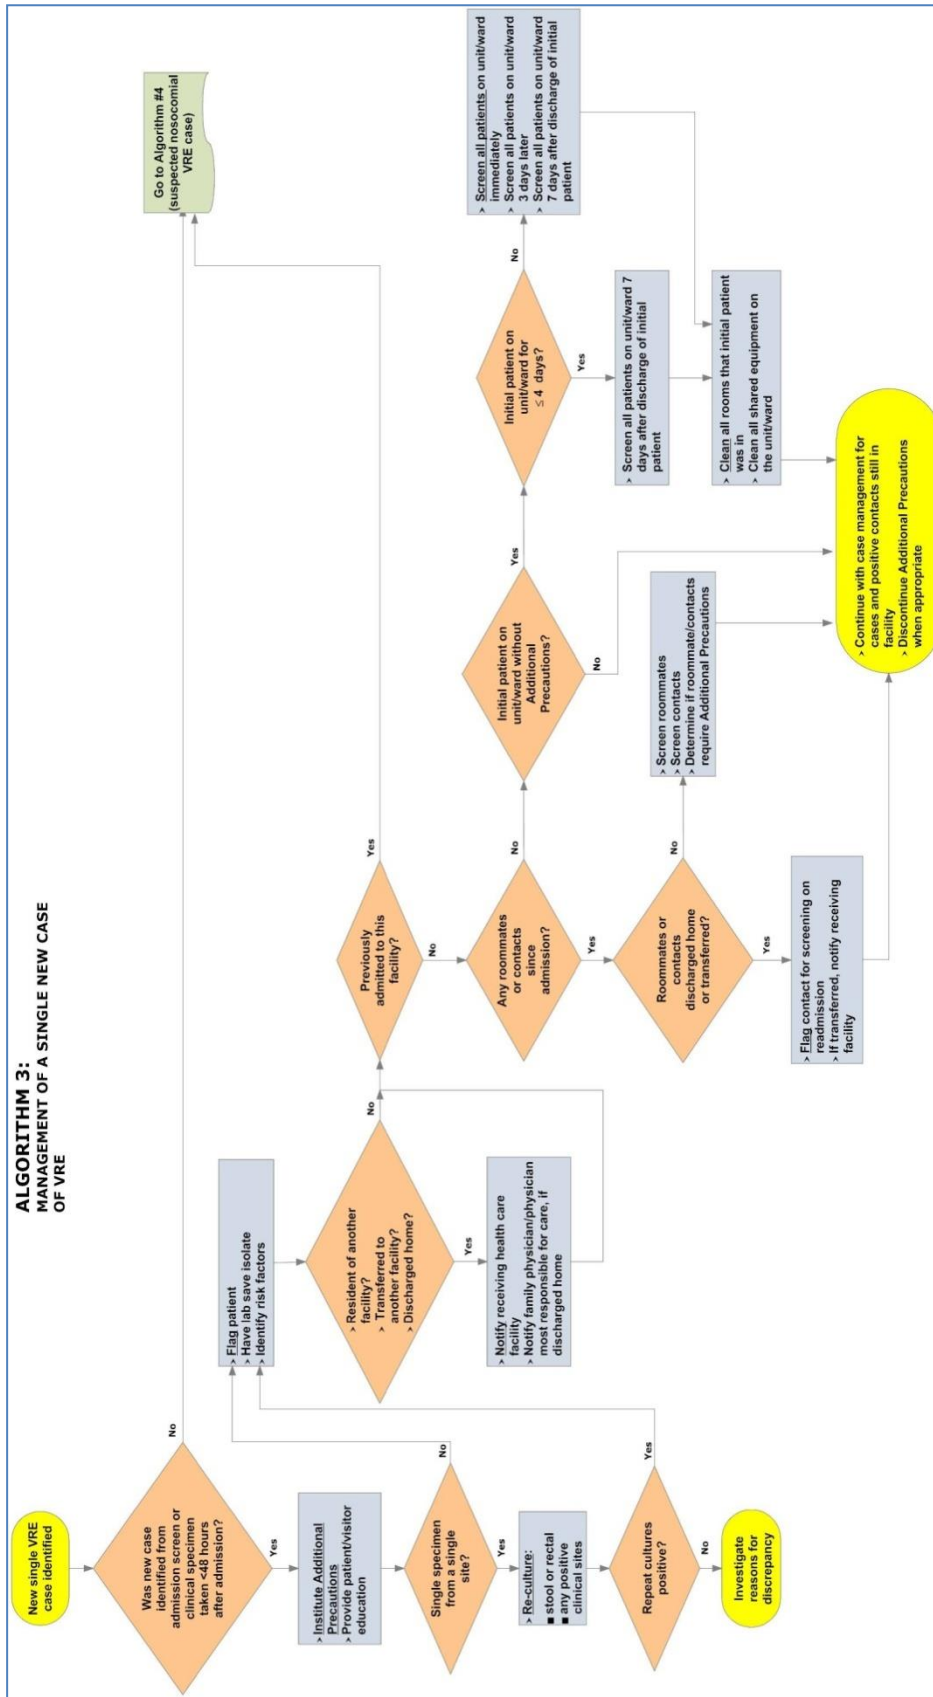 ALGORITHM 3:
MANAGEMENT OF A SINGLE NEW CASE
OF VRE
New single VRE
case identified
Was new case
identified from
admission screen or
clinical specimen
taken <48 hours
after admission?
No
Yes
Go to Algorithm #4
(suspected nosocomial
VRE case)
> Institute Additional
Precautions
> Provide patient/visitor
education
Single specimen
from a single
site?
No
Yes
> Re-culture:
■ stool or rectal
■ any positive
clinical sites
Repeat cultures
positive?
Yes
No
Investigate
reasons for
discrepancy
> Flag patient
> Have lab save isolate
> Identify risk factors
> Resident of another
facility?
> Transferred to
another facility?
> Discharged home?
No
Yes
> Notify receiving health care
facility
> Notify family physician/physician
most responsible for care, if
discharged home
Previously
admitted to this
facility?
Yes
No
Any roommates
or contacts
since
admission?
No
Yes
Roommates or
contacts
discharged home
or transferred?
No
Yes
> Flag contact for screening on
readmission
> If transferred, notify receiving
facility
> Screen roommates
> Screen contacts
> Determine if roommate/contacts
require Additional Precautions
Initial patient on
unit/ward without
Additional
Precautions?
Yes
No
Initial patient on
unit/ward for
≤ 4 days?
No
Yes
> Screen all patients on unit/ward
immediately
> Screen all patients on unit/ward
3 days later
> Screen all patients on unit/ward
7 days after discharge of initial
patient
> Screen all patients on unit/ward 7
days after discharge of initial
patient
> Clean all rooms that initial patient
was in
> Clean all shared equipment on
the unit/ward
> Continue with case management for
cases and positive contacts still in
facility
> Discontinue Additional Precautions
when appropriate